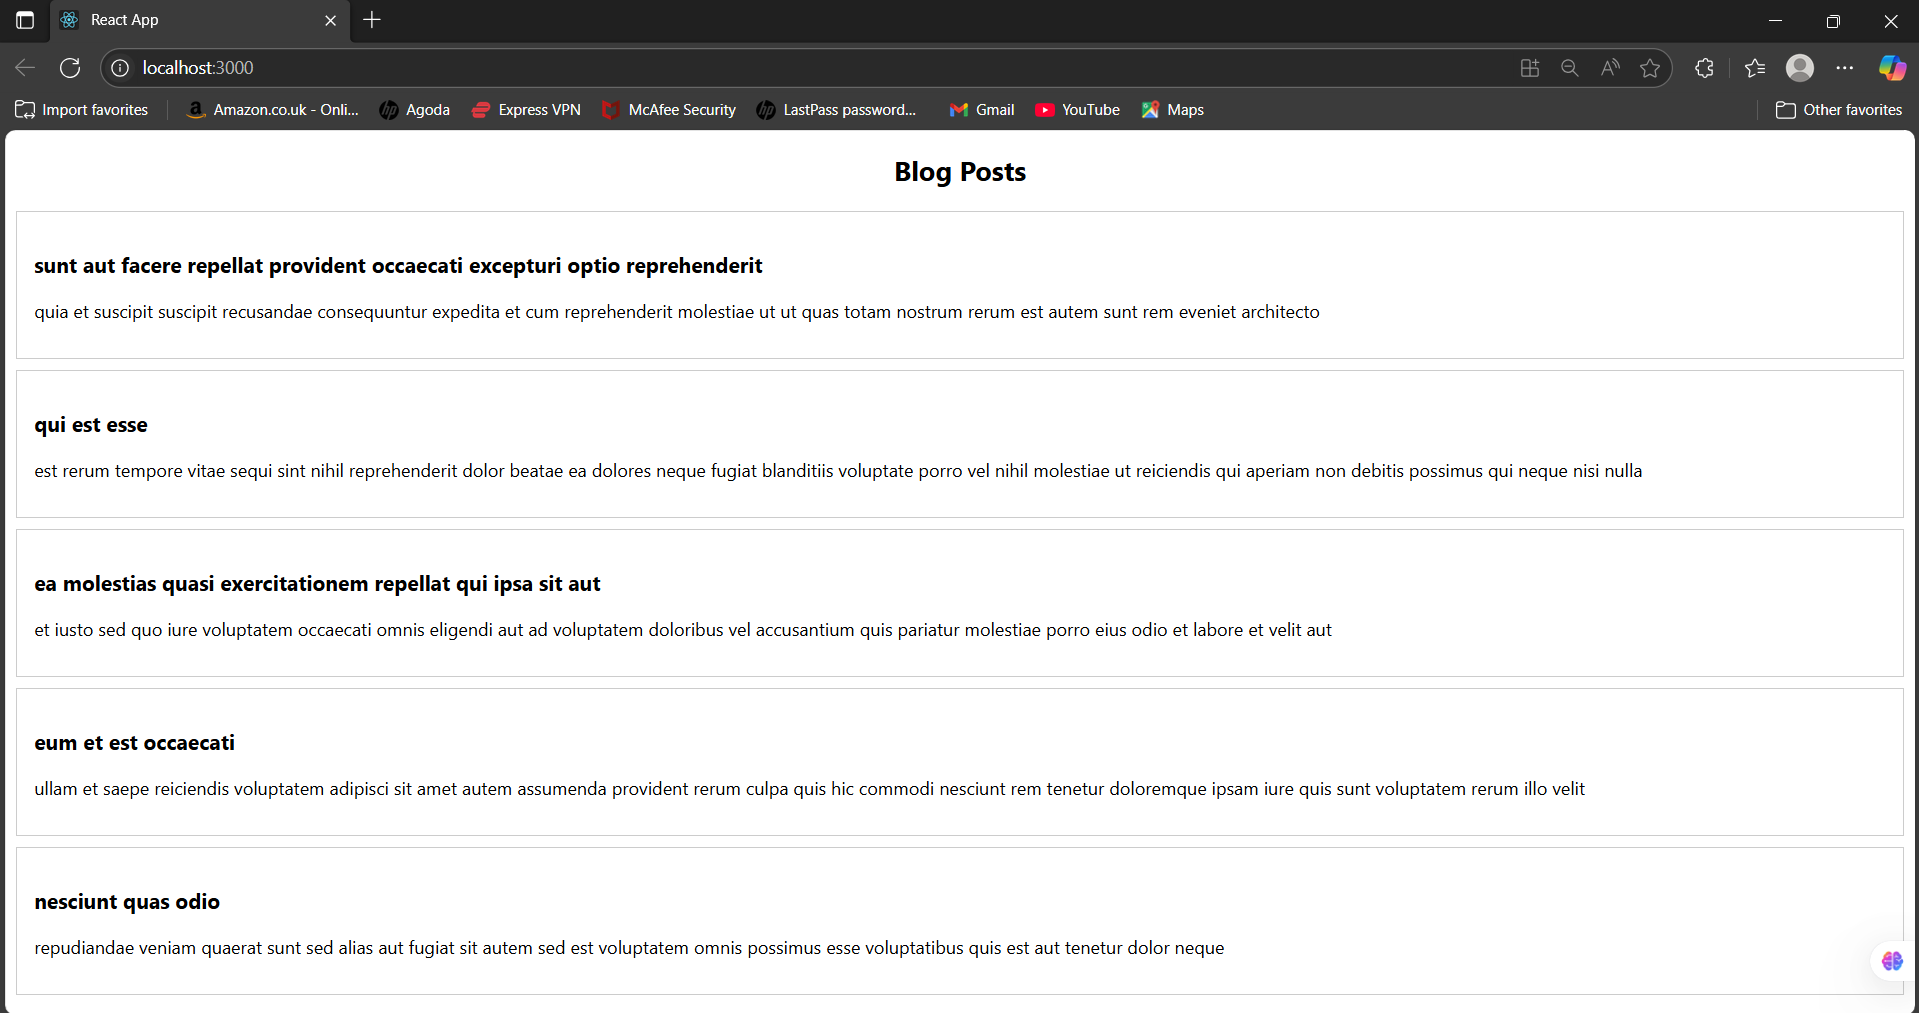 React App
localhost:3000
Import favorites
Amazon.co.uk - Onli...
Agoda
Express VPN
McAfee Security
LastPass password...
Gmail
YouTube
Maps
Other favorites
Blog Posts
sunt aut facere repellat provident occaecati excepturi optio reprehenderit
quia et suscipit suscipit recusandae consequuntur expedita et cum reprehenderit molestiae ut ut quas totam nostrum rerum est autem sunt rem eveniet architecto
qui est esse
est rerum tempore vitae sequi sint nihil reprehenderit dolor beatae ea dolores neque fugiat blanditiis voluptate porro vel nihil molestiae ut reiciendis qui aperiam non debitis possimus qui neque nisi nulla
ea molestias quasi exercitationem repellat qui ipsa sit aut
et iusto sed quo iure voluptatem occaecati omnis eligendi aut ad voluptatem doloribus vel accusantium quis pariatur molestiae porro eius odio et labore et velit aut
eum et est occaecati
ullam et saepe reiciendis voluptatem adipisci sit amet autem assumenda provident rerum culpa quis hic commodi nesciunt rem tenetur doloremque ipsam iure quis sunt voluptatem rerum illo velit
nesciunt quas odio
repudiandae veniam quaerat sunt sed alias aut fugiat sit autem sed est voluptatem omnis possimus esse voluptatibus quis est aut tenetur dolor neque